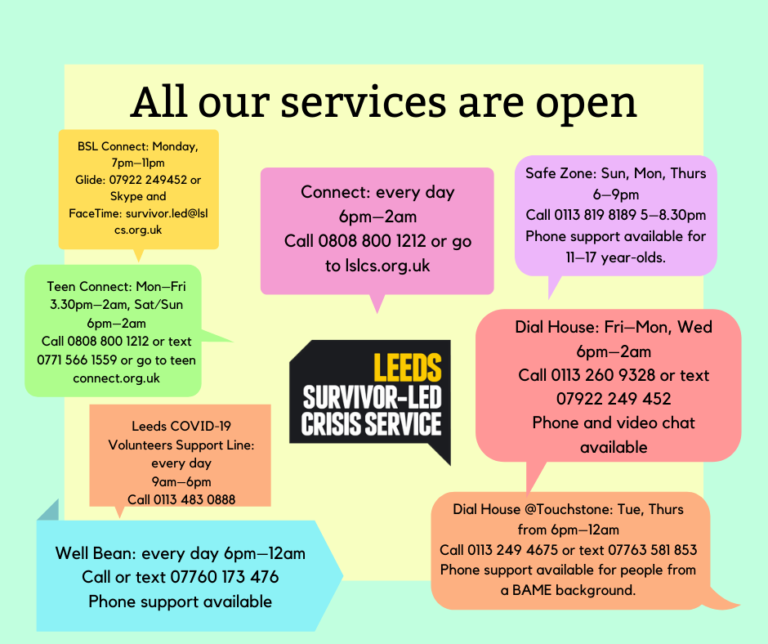 All our services are open
BSL Connect: Monday,
7pm–11pm
Glide: 07922 249452 or
Skype and
FaceTime: survivor.led@lsl
cs.org.uk
Connect: every day
6pm–2am
Call 0808 800 1212 or go
to lslcs.org.uk
Safe Zone: Sun, Mon, Thurs
6–9pm
Call 0113 819 8189 5–8.30pm
Phone support available for
11–17 year-olds.
Teen Connect: Mon–Fri
3.30pm–2am, Sat/Sun
6pm–2am
Call 0808 800 1212 or text
0771 566 1559 or go to teen
connect.org.uk
LEEDS
SURVIVOR-LED
CRISIS SERVICE
Dial House: Fri–Mon, Wed
6pm–2am
Call 0113 260 9328 or text
07922 249 452
Phone and video chat
available
Leeds COVID-19
Volunteers Support Line:
every day
9am–6pm
Call 0113 483 0888
Dial House @Touchstone: Tue, Thurs
from 6pm–12am
Call 0113 249 4675 or text 07763 581 853
Phone support available for people from
a BAME background.
Well Bean: every day 6pm–12am
Call or text 07760 173 476
Phone support available